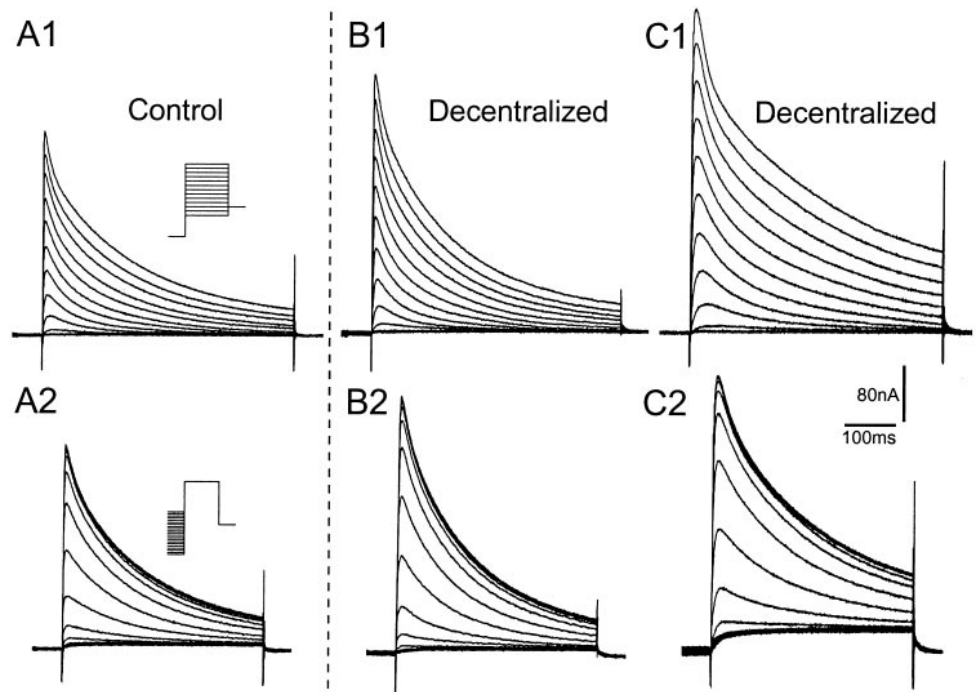 A1
B1
C1
Control
Decentralized
Decentralized
A2
B2
C2
80nA
100ms